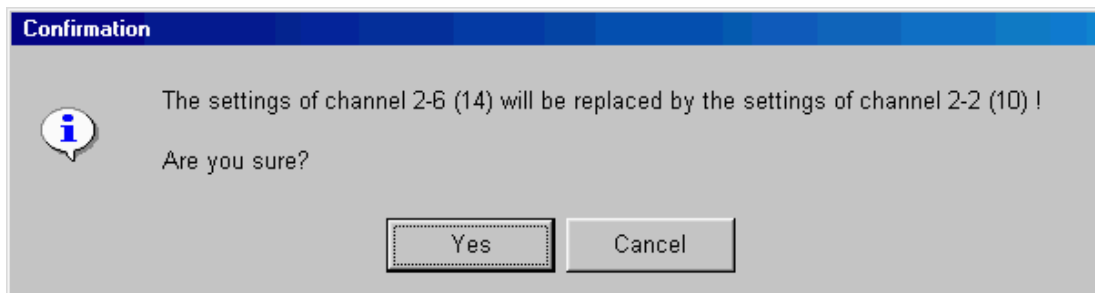 Confirmation
The settings of channel 2-6 (14) will be replaced by the settings of channel 2-2 (10) !
Are you sure?
Yes
Cancel